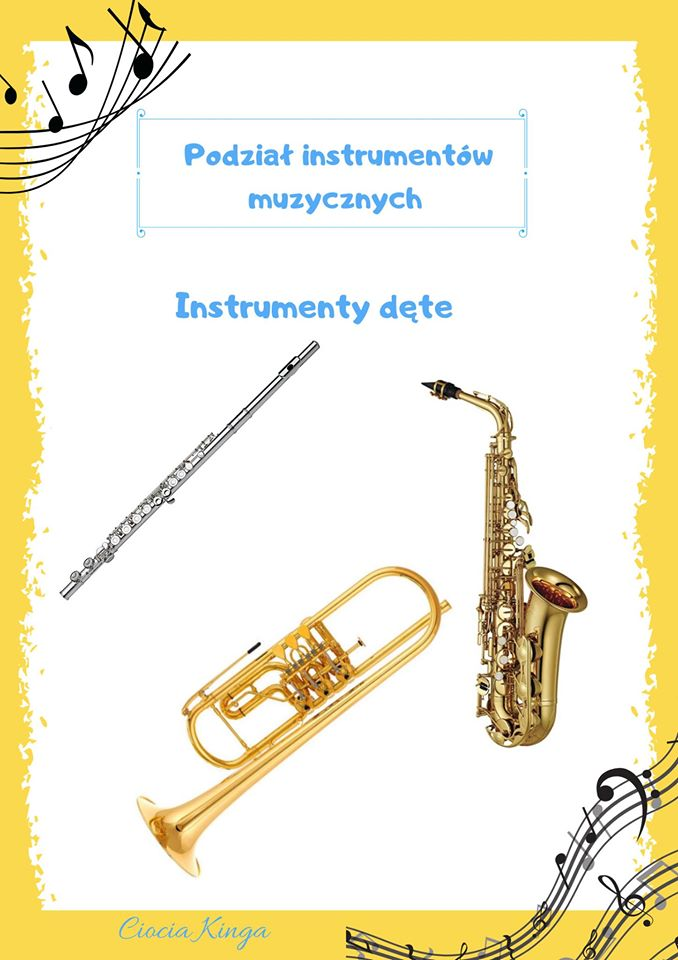 Podział instrumentów
muzycznych
Instrumenty dęte
Ciocia Kinga